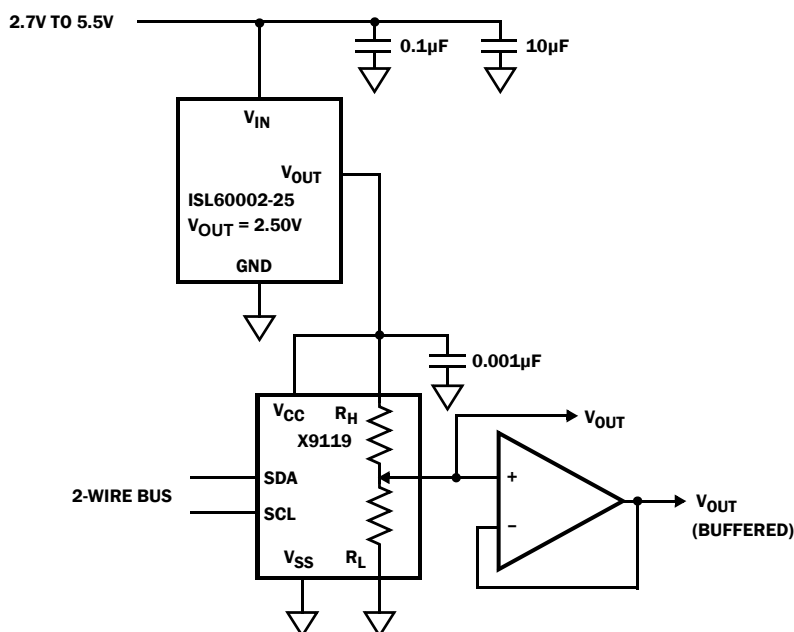 2.7V TO 5.5V
0.1µF
10µF
VIN
VOUT
ISL60002-25
VOUT = 2.50V
GND
0.001µF
VCC
RH
X9119
VOUT
SDA
+
2-WIRE BUS
SCL
−
VOUT
(BUFFERED)
VSS
RL